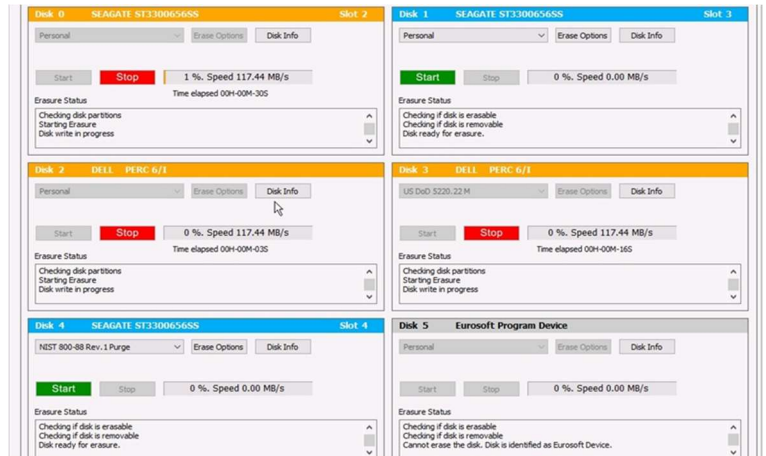 Disk 0 SEAGATE ST3300656SS Slot 2
Personal Erase Options Disk Info
Start Stop 1 %. Speed 117.44 MB/s
Time elapsed 00H-00M-30S
Erasure Status
Checking disk partitions
Starting Erasure
Disk write in progress
Disk 1 SEAGATE ST3300656SS Slot 3
Personal Erase Options Disk Info
Start Stop 0 %. Speed 0.00 MB/s
Erasure Status
Checking if disk is erasable
Checking if disk is removable
Disk ready for erasure.
Disk 2 DELL PERC 6/I
Personal Erase Options Disk Info
Start Stop 0 %. Speed 117.44 MB/s
Time elapsed 00H-00M-03S
Erasure Status
Checking disk partitions
Starting Erasure
Disk write in progress
Disk 3 DELL PERC 6/I
US DoD 5220.22 M Erase Options Disk Info
Start Stop 0 %. Speed 117.44 MB/s
Time elapsed 00H-00M-16S
Erasure Status
Checking disk partitions
Starting Erasure
Disk write in progress
Disk 4 SEAGATE ST3300656SS Slot 4
NIST 800-88 Rev.1 Purge Erase Options Disk Info
Start Stop 0 %. Speed 0.00 MB/s
Erasure Status
Checking if disk is erasable
Checking if disk is removable
Disk ready for erasure.
Disk 5 Eurosoft Program Device
Personal Erase Options Disk Info
Start Stop 0 %. Speed 0.00 MB/s
Erasure Status
Checking if disk is erasable
Checking if disk is removable
Cannot erase the disk. Disk is identified as Eurosoft Device.